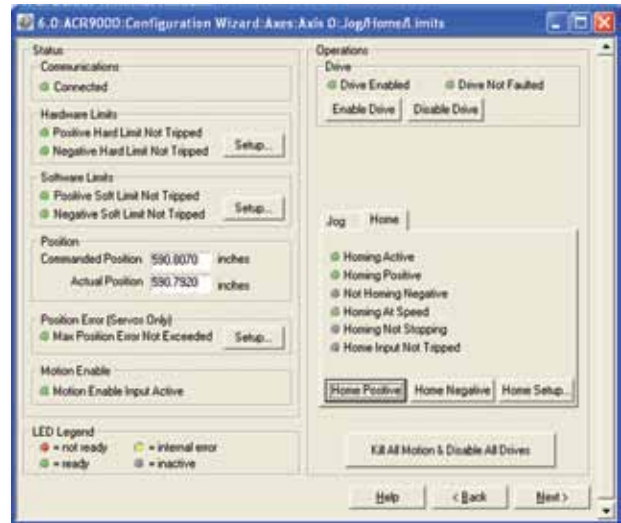 6.0:ACR9000:Configuration Wizard:Axes:Axis 0:Jog/Home/Limits
Status
Communications
Connected
Hardware Limits
Positive Hard Limit Not Tripped
Negative Hard Limit Not Tripped
Setup...
Software Limits
Positive Soft Limit Not Tripped
Negative Soft Limit Not Tripped
Setup...
Position
Commanded Position 590.8070 inches
Actual Position 590.7920 inches
Position Error (Servos Only)
Max Position Error Not Exceeded Setup...
Motion Enable
Motion Enable Input Active
LED Legend
= not ready = internal error
= ready = inactive
Operations
Drive
Drive Enabled Drive Not Faulted
Enable Drive Disable Drive
Jog Home
Homing Active
Homing Positive
Not Homing Negative
Homing At Speed
Homing Not Stopping
Home Input Not Tripped
Home Positive Home Negative Home Setup...
Kill All Motion & Disable All Drives
Help < Back Next >